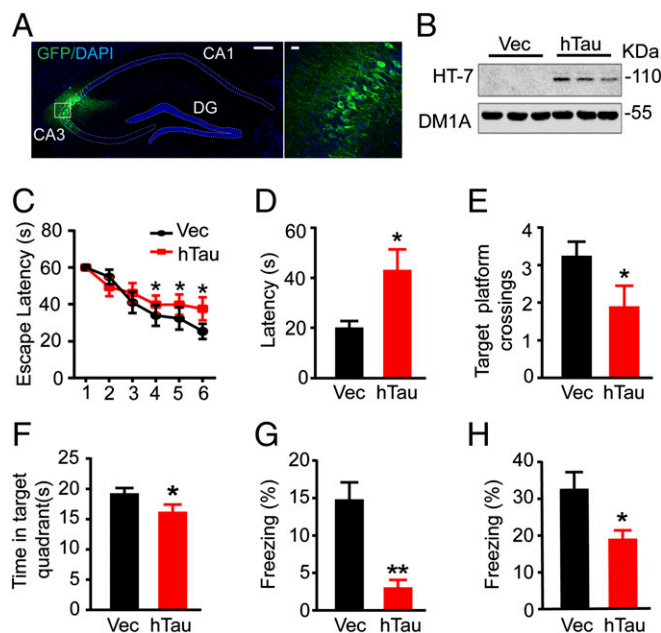 A
GFP/DAPI
CA1
DG
CA3
B
Vec hTau KDa
HT-7 -110
DM1A -55
C
Escape Latency (s)
80
60
40
20
0
1 2 3 4 5 6
Vec
hTau
* * *
D
Latency (s)
60
40
20
0
*
Vec hTau
E
Target platform
crossings
4
3
2
1
0
*
Vec hTau
F
Time in target
quadrant(s)
25
20
15
10
5
0
*
Vec hTau
G
Freezing (%)
20
15
10
5
0
**
Vec hTau
H
Freezing (%)
40
30
20
10
0
*
Vec hTau